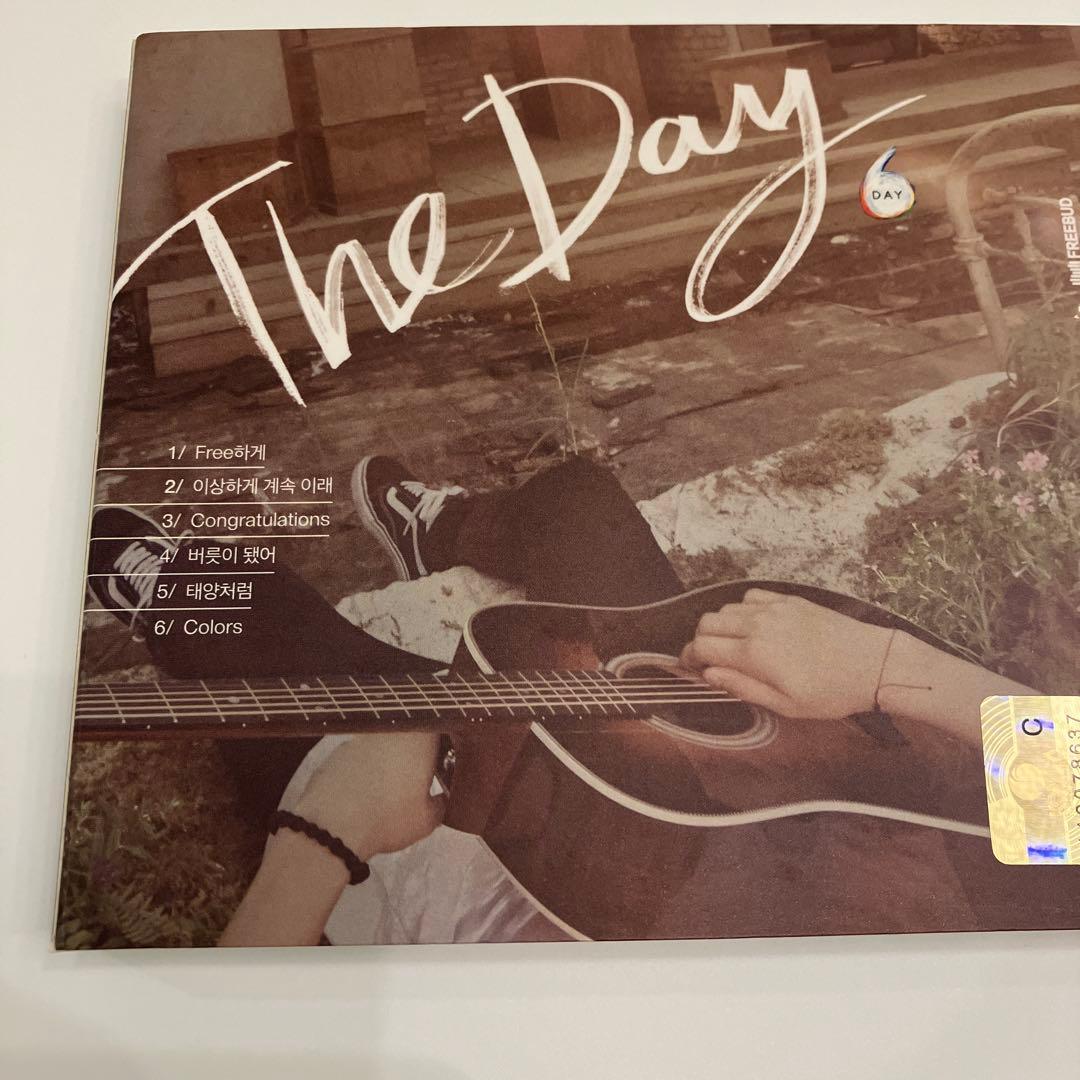 The Day
6
DAY
FREEBUD
1/ Free하게
2/ 이상하게 계속 이래
3/ Congratulations
4/ 버릇이 됐어
5/ 태양처럼
6/ Colors
C